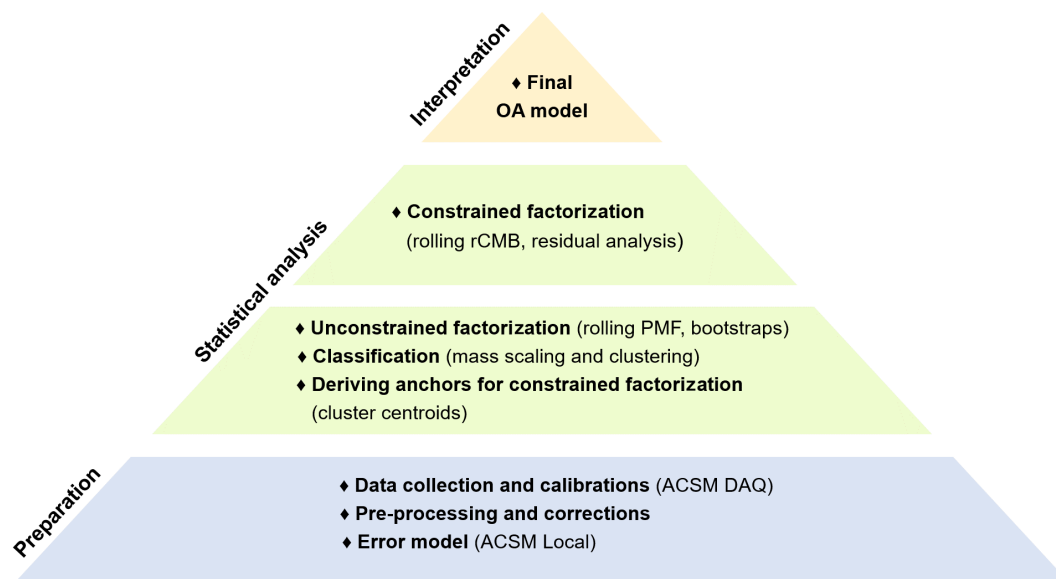 Interpretation
♦ Final
OA model
Statistical analysis
♦ Constrained factorization
(rolling rCMB, residual analysis)
♦ Unconstrained factorization (rolling PMF, bootstraps)
♦ Classification (mass scaling and clustering)
♦ Deriving anchors for constrained factorization
(cluster centroids)
Preparation
♦ Data collection and calibrations (ACSM DAQ)
♦ Pre-processing and corrections
♦ Error model (ACSM Local)